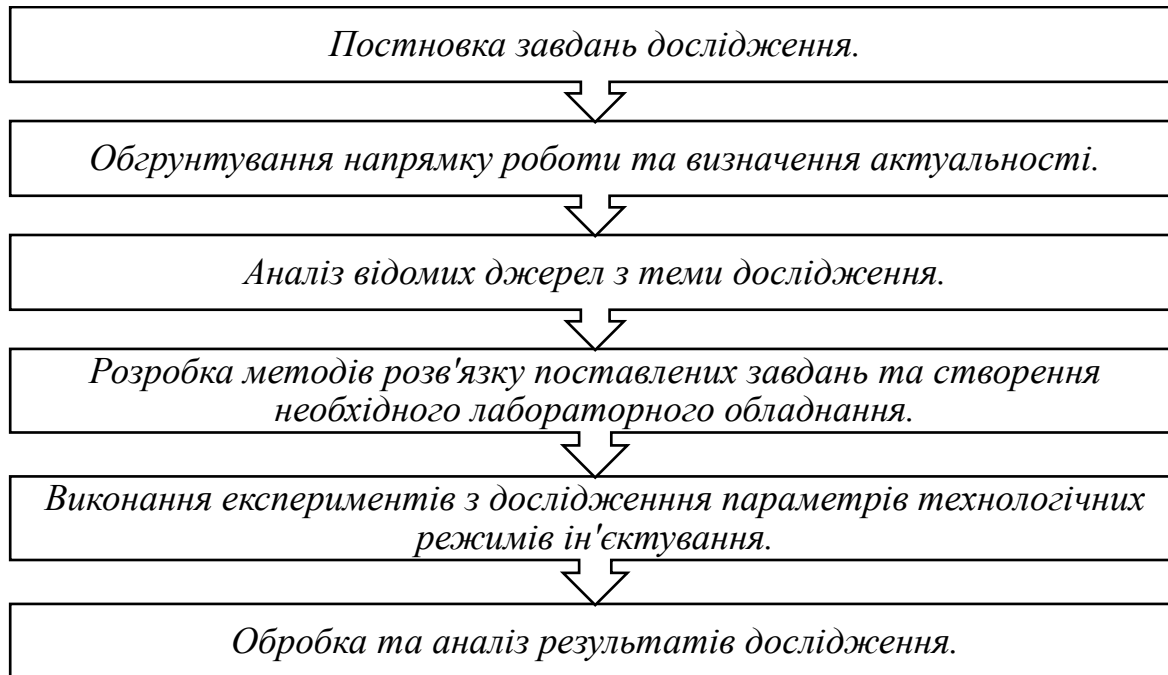 Постновка завдань дослідження.
Обгрунтування напрямку роботи та визначення актуальності.
Аналіз відомих джерел з теми дослідження.
Розробка методів розв'язку поставлених завдань та створення
необхідного лабораторного обладнання.
Виконання експериментів з дослідженння параметрів технологічних
режимів ін'єктування.
Обробка та аналіз результатів дослідження.